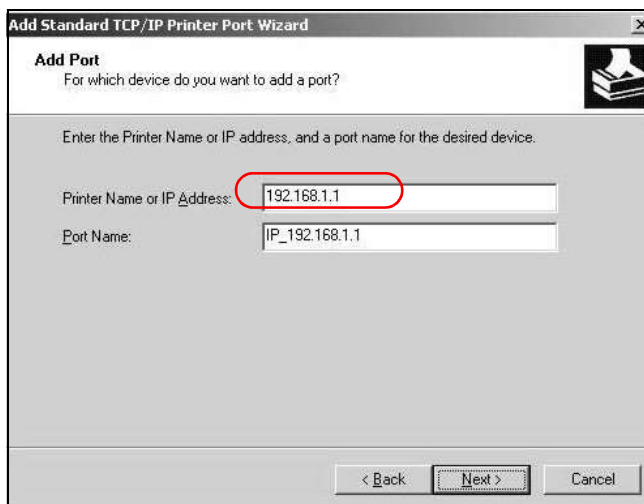 Add Standard TCP/IP Printer Port Wizard
Add Port
For which device do you want to add a port?
Enter the Printer Name or IP address, and a port name for the desired device.
Printer Name or IP Address: 192.168.1.1
Port Name: IP_192.168.1.1
< Back Next > Cancel